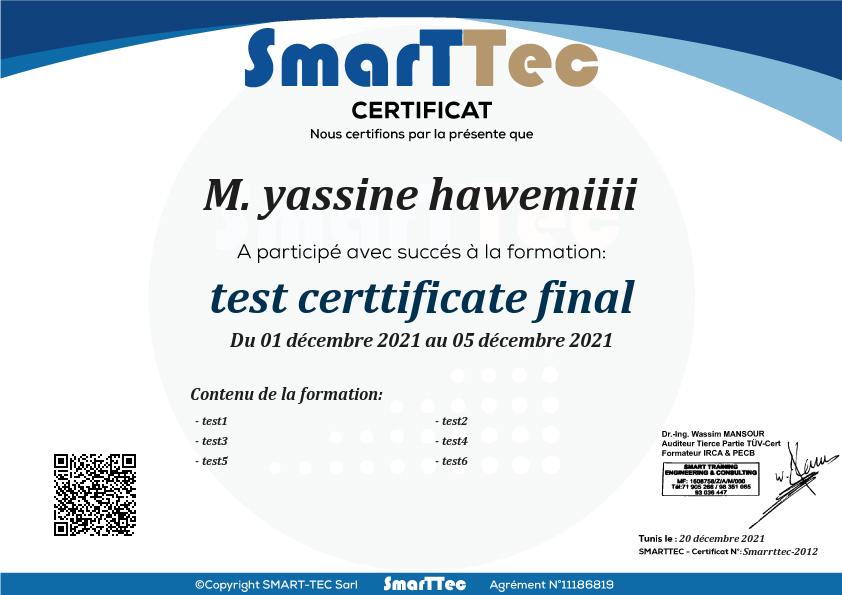 SmarTTec
CERTIFICAT
Nous certifions par la présente que
M. yassine hawemiiii
A participé avec succés à la formation:
test certtificate final
Du 01 décembre 2021 au 05 décembre 2021
Contenu de la formation:
- test1
- test2
- test3
- test4
- test5
- test6
Dr.-Ing. Wassim MANSOUR
Auditeur Tierce Partie TÜV-Cert
Formateur IRCA & PECB
SMART TRAINING
ENGINEERING & CONSULTING
MF: 1606758/Z/A/M/000
Tél:71 905 266 / 98 351 065
93 036 447
Tunis le : 20 décembre 2021
SMARTTEC - Certificat N°: Smarrttec-2012
©Copyright SMART-TEC Sarl SmarTTec Agrément N°11186819